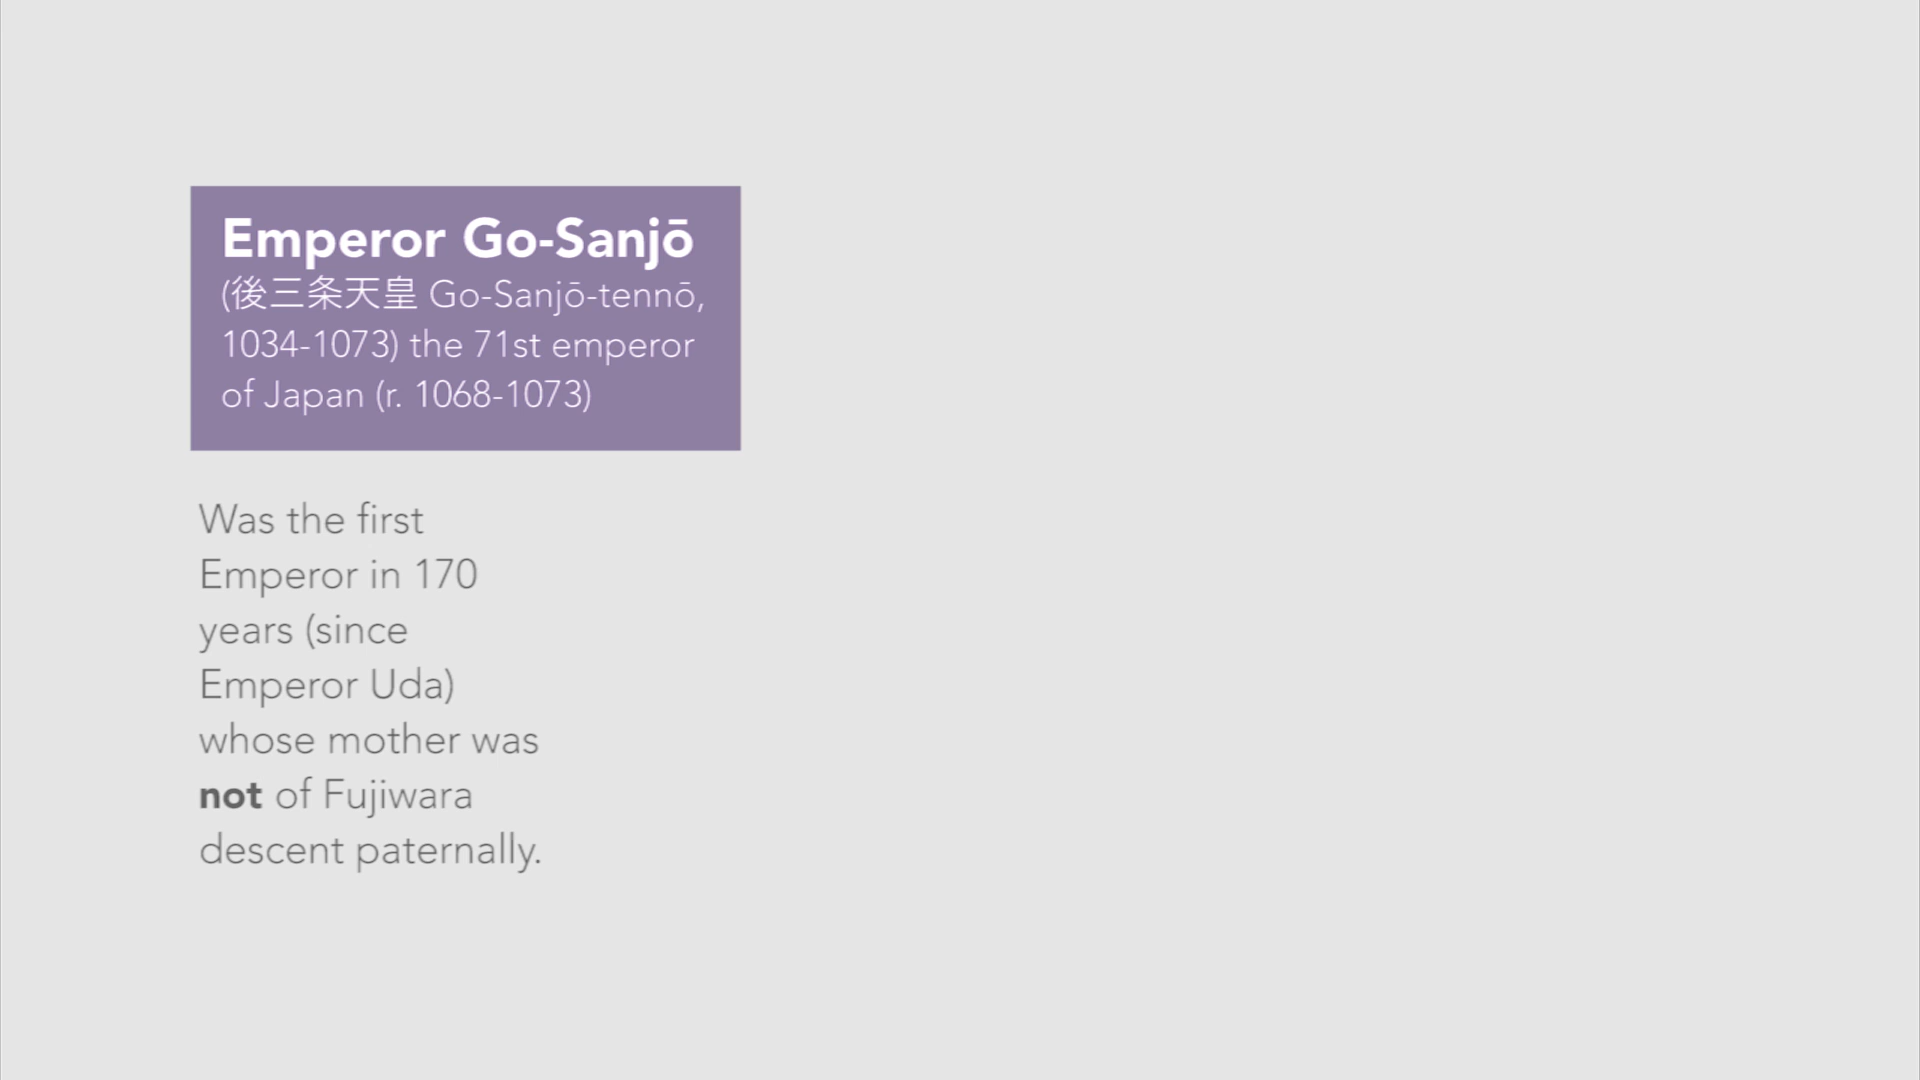 Emperor Go-Sanjō
(後三条天皇 Go-Sanjō-tennō,
1034-1073) the 71st emperor
of Japan (r. 1068-1073)
Was the first
Emperor in 170
years (since
Emperor Uda)
whose mother was
not of Fujiwara
descent paternally.